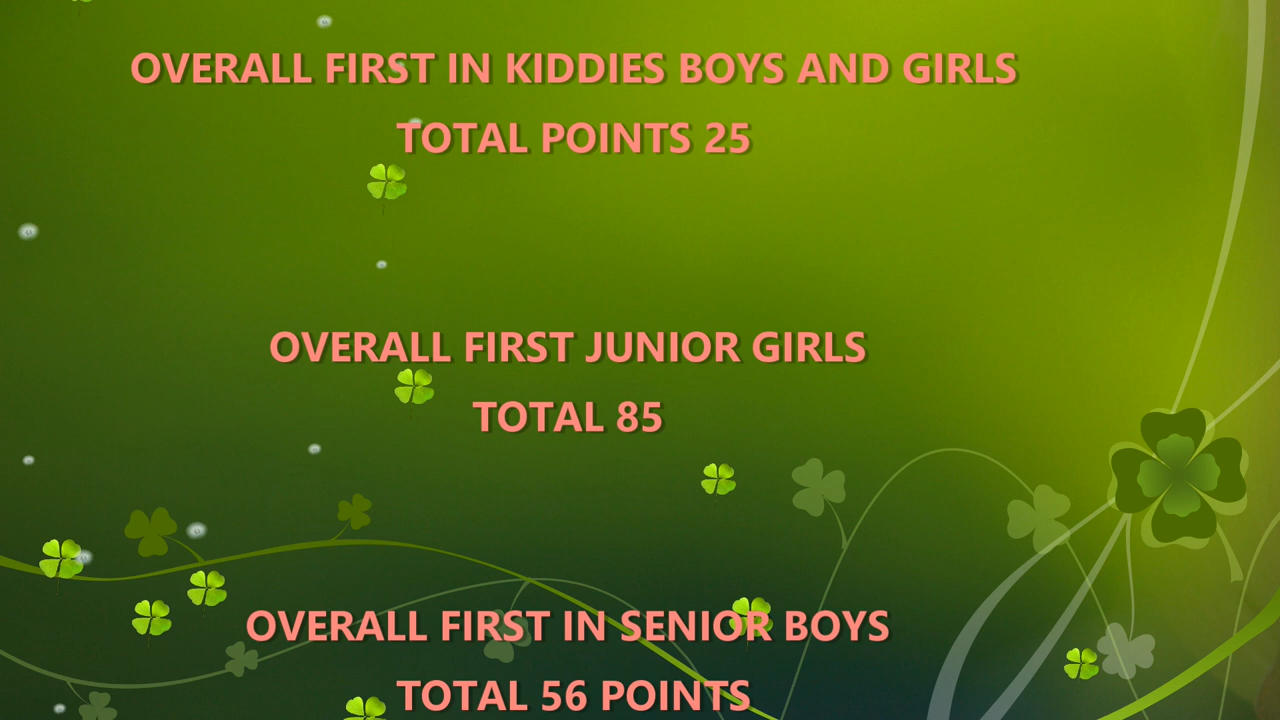 OVERALL FIRST IN KIDDIES BOYS AND GIRLS
TOTAL POINTS 25
OVERALL FIRST JUNIOR GIRLS
TOTAL 85
OVERALL FIRST IN SENIOR BOYS
TOTAL 56 POINTS